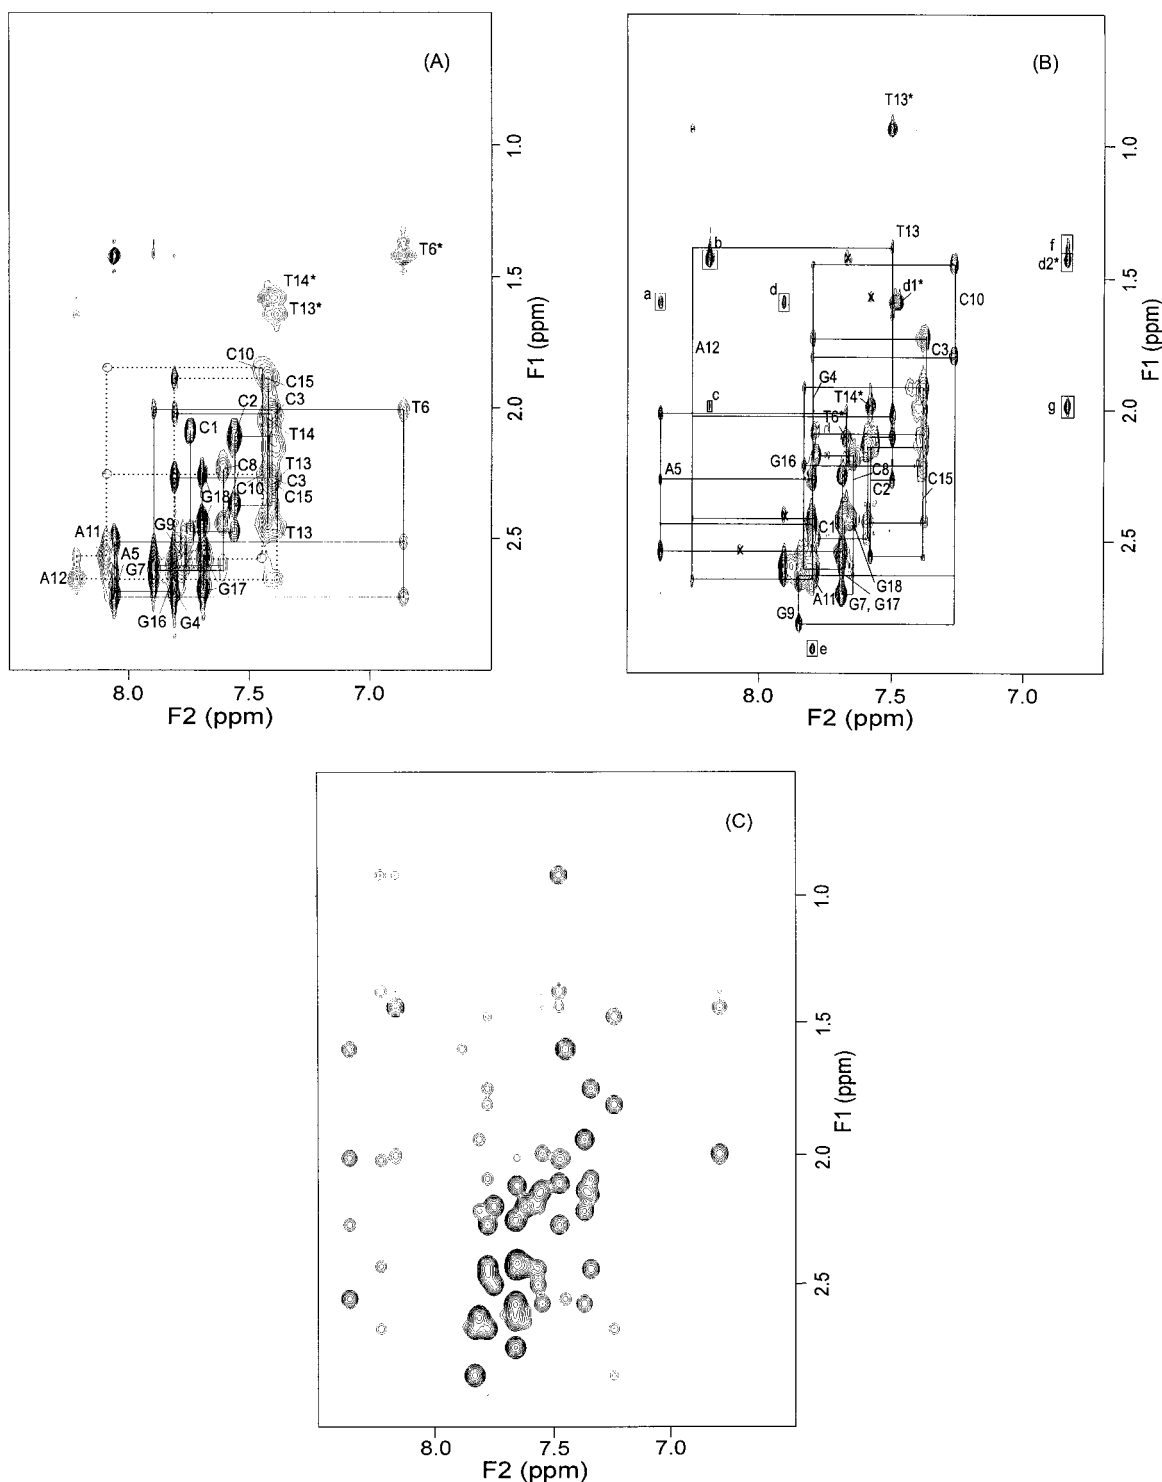 (A)
T6*
T14*
T13*
C10
C15
C3
C2
T6
C1
T14
T13
C8
C3
G18
C10
C15
G9
T13
A11
A5
G7
A12
G17
G16
G4
8.0
7.5
7.0
F2 (ppm)
1.0
1.5
2.0
2.5
F1 (ppm)
(B)
T13*
b
T13
f
d2*
a
d
x
x
d1*
C10
A12
C3
G4
c
T14*
g
T6*
x
G16
A5
C8
C15
C2
x
C1
x
G18
A11
G7, G17
G9
e
8.0
7.5
7.0
F2 (ppm)
1.0
1.5
2.0
2.5
F1 (ppm)
(C)
8.0
7.5
7.0
F2 (ppm)
1.0
1.5
2.0
2.5
F1 (ppm)